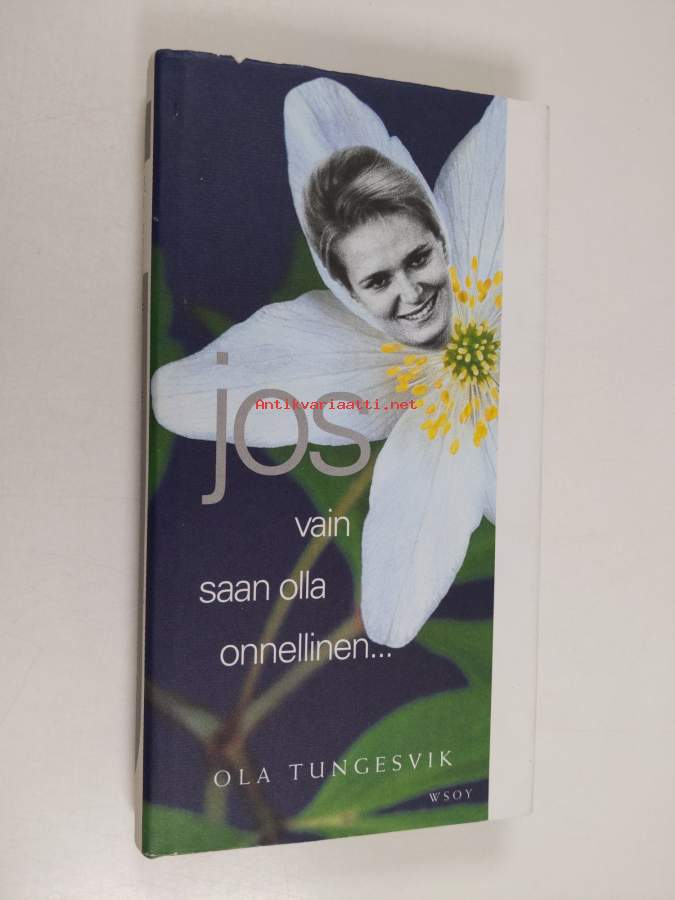 jos
Antikvariaatti.net
vain
saan olla
onnellinen...
OLA TUNGESVIK
WSOY